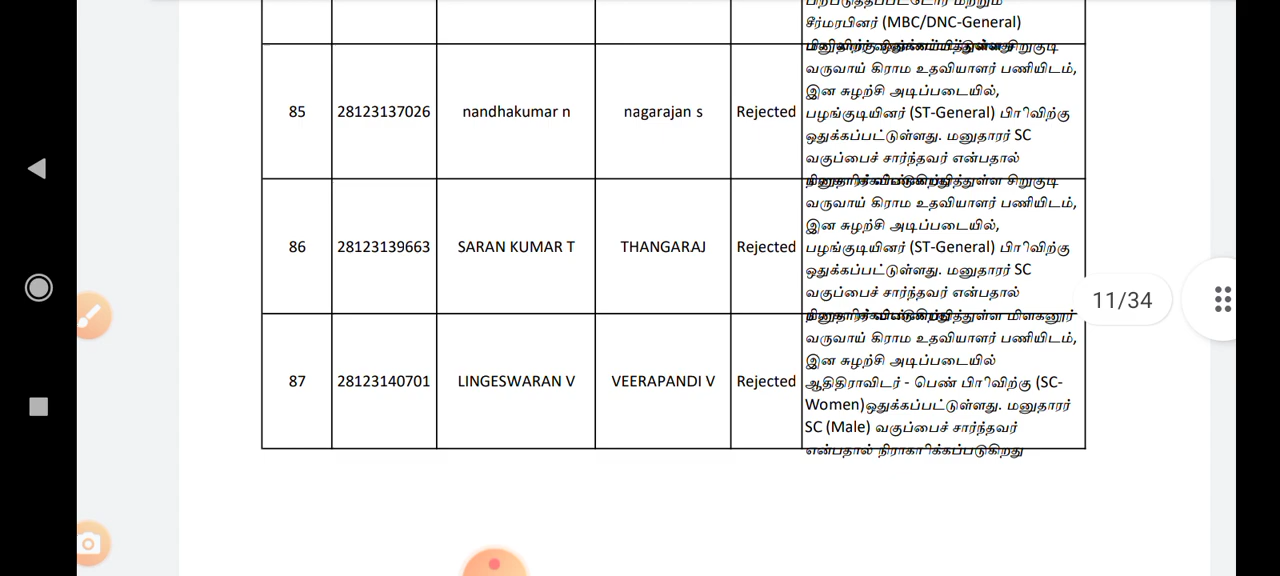 பிற்படுத்தப்பட்டோர் மற்றும்
சீர்மரபினர் (MBC/DNC-General)
85 28123137026 nandhakumar n nagarajan s Rejected
சிறுகுடி
வருவாய் கிராம உதவியாளர் பணியிடம்,
இன சுழற்சி அடிப்படையில்,
பழங்குடியினர் (ST-General) பிரிவிற்கு
ஒதுக்கப்பட்டுள்ளது. மனுதாரர் SC
வகுப்பைச் சார்ந்தவர் என்பதால்
86 28123139663 SARAN KUMAR T THANGARAJ Rejected
சிறுகுடி
வருவாய் கிராம உதவியாளர் பணியிடம்,
இன சுழற்சி அடிப்படையில்,
பழங்குடியினர் (ST-General) பிரிவிற்கு
ஒதுக்கப்பட்டுள்ளது. மனுதாரர் SC
வகுப்பைச் சார்ந்தவர் என்பதால்
11/34
87 28123140701 LINGESWARAN V VEERAPANDI V Rejected
மிளகனூர்
வருவாய் கிராம உதவியாளர் பணியிடம்,
இன சுழற்சி அடிப்படையில்
ஆதிதிராவிடர் - பெண் பிரிவிற்கு (SC-
Women)ஒதுக்கப்பட்டுள்ளது. மனுதாரர்
SC (Male) வகுப்பைச் சார்ந்தவர்
என்பதால் நிராகரிக்கப்படுகிறது